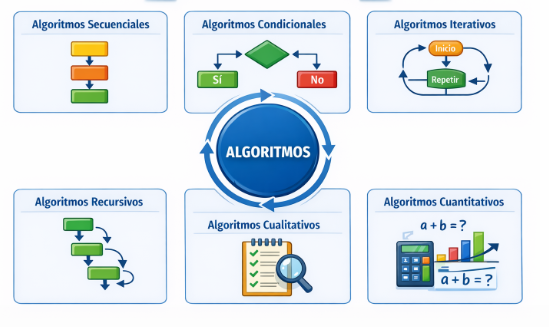 Algoritmos Secuenciales
Algoritmos Condicionales
Sí
No
Algoritmos Iterativos
Inicio
Repetir
ALGORITMOS
Algoritmos Recursivos
Algoritmos Cualitativos
Algoritmos Cuantitativos
a + b = ?
a + b = ?